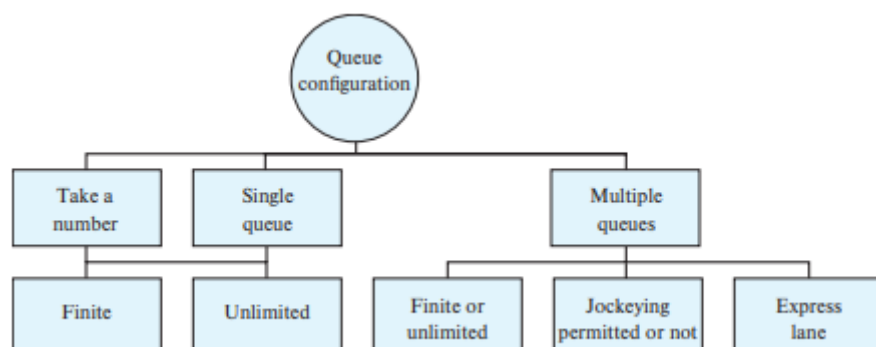 Queue
configuration
Take a
number
Single
queue
Multiple
queues
Finite
Unlimited
Finite or
unlimited
Jockeying
permitted or not
Express
lane